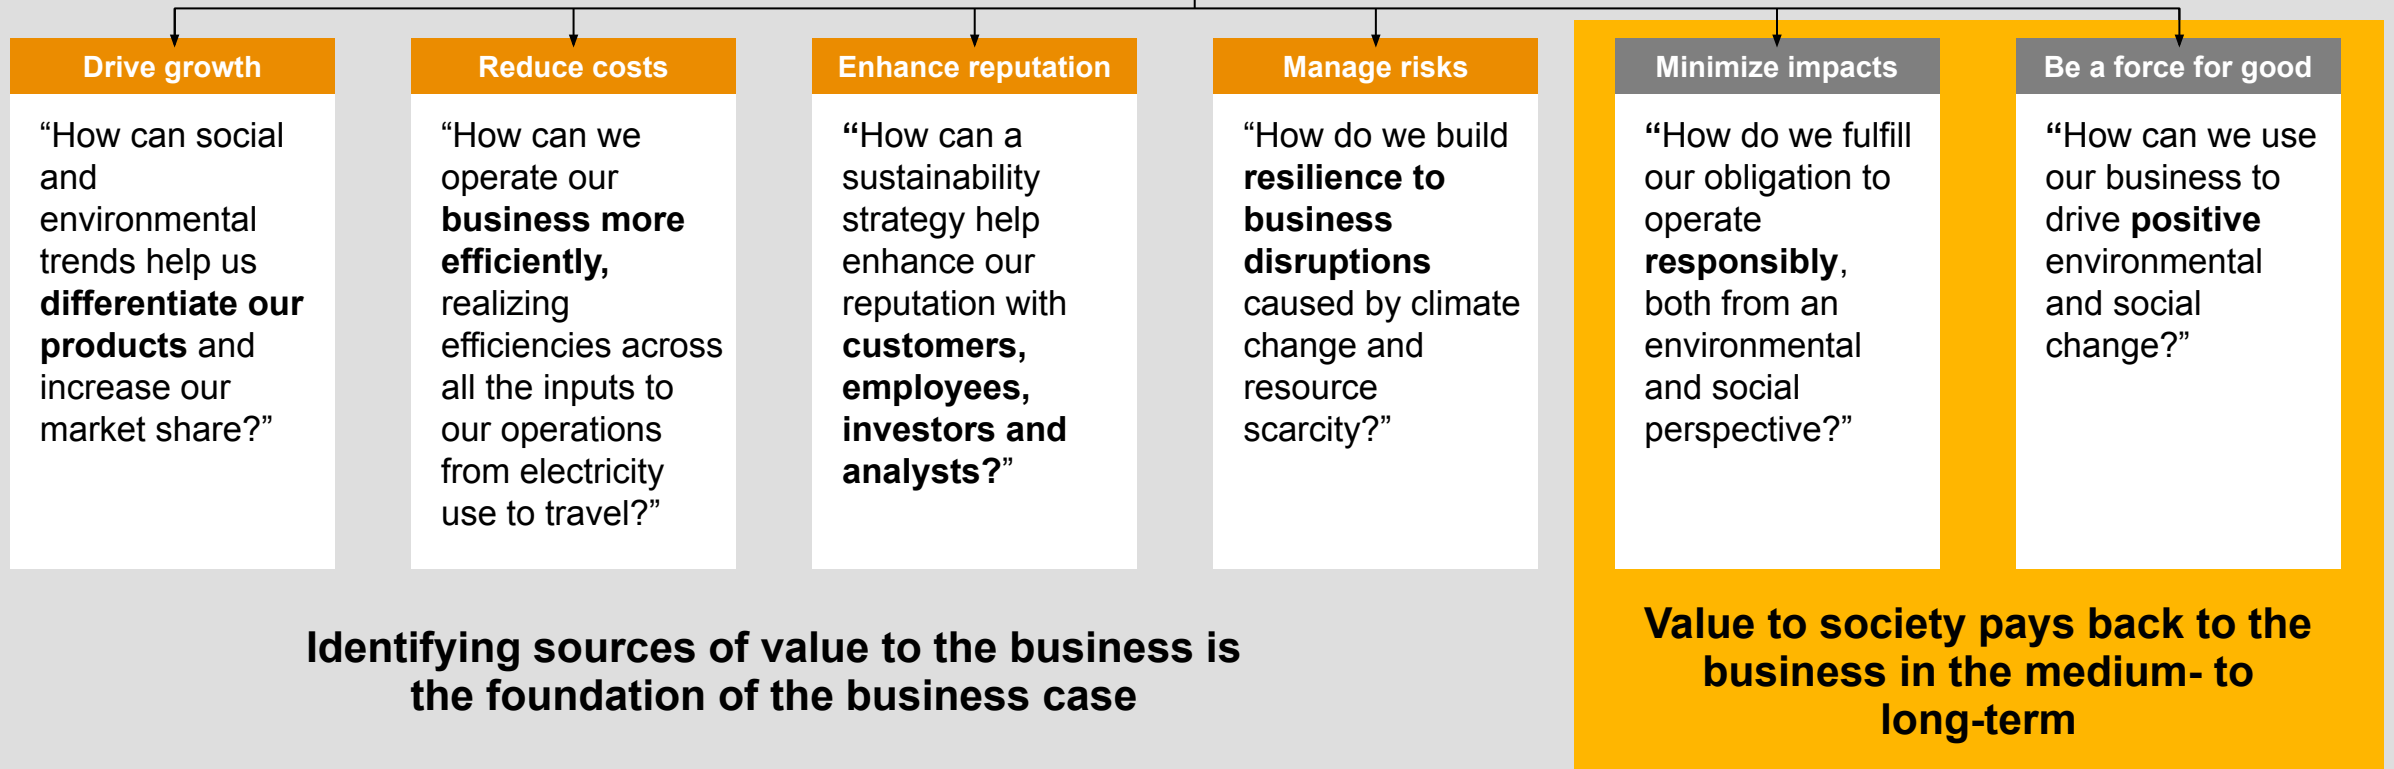 Drive growth
“How can social
and
environmental
trends help us
differentiate our
products and
increase our
market share?”
Reduce costs
“How can we
operate our
business more
efficiently,
realizing
efficiencies across
all the inputs to
our operations
from electricity
use to travel?”
Enhance reputation
“How can a
sustainability
strategy help
enhance our
reputation with
customers,
employees,
investors and
analysts?”
Manage risks
“How do we build
resilience to
business
disruptions
caused by climate
change and
resource
scarcity?”
Minimize impacts
“How do we fulfill
our obligation to
operate
responsibly,
both from an
environmental
and social
perspective?”
Be a force for good
“How can we use
our business to
drive positive
environmental
and social
change?”
Identifying sources of value to the business is
the foundation of the business case
Value to society pays back to the
business in the medium- to
long-term